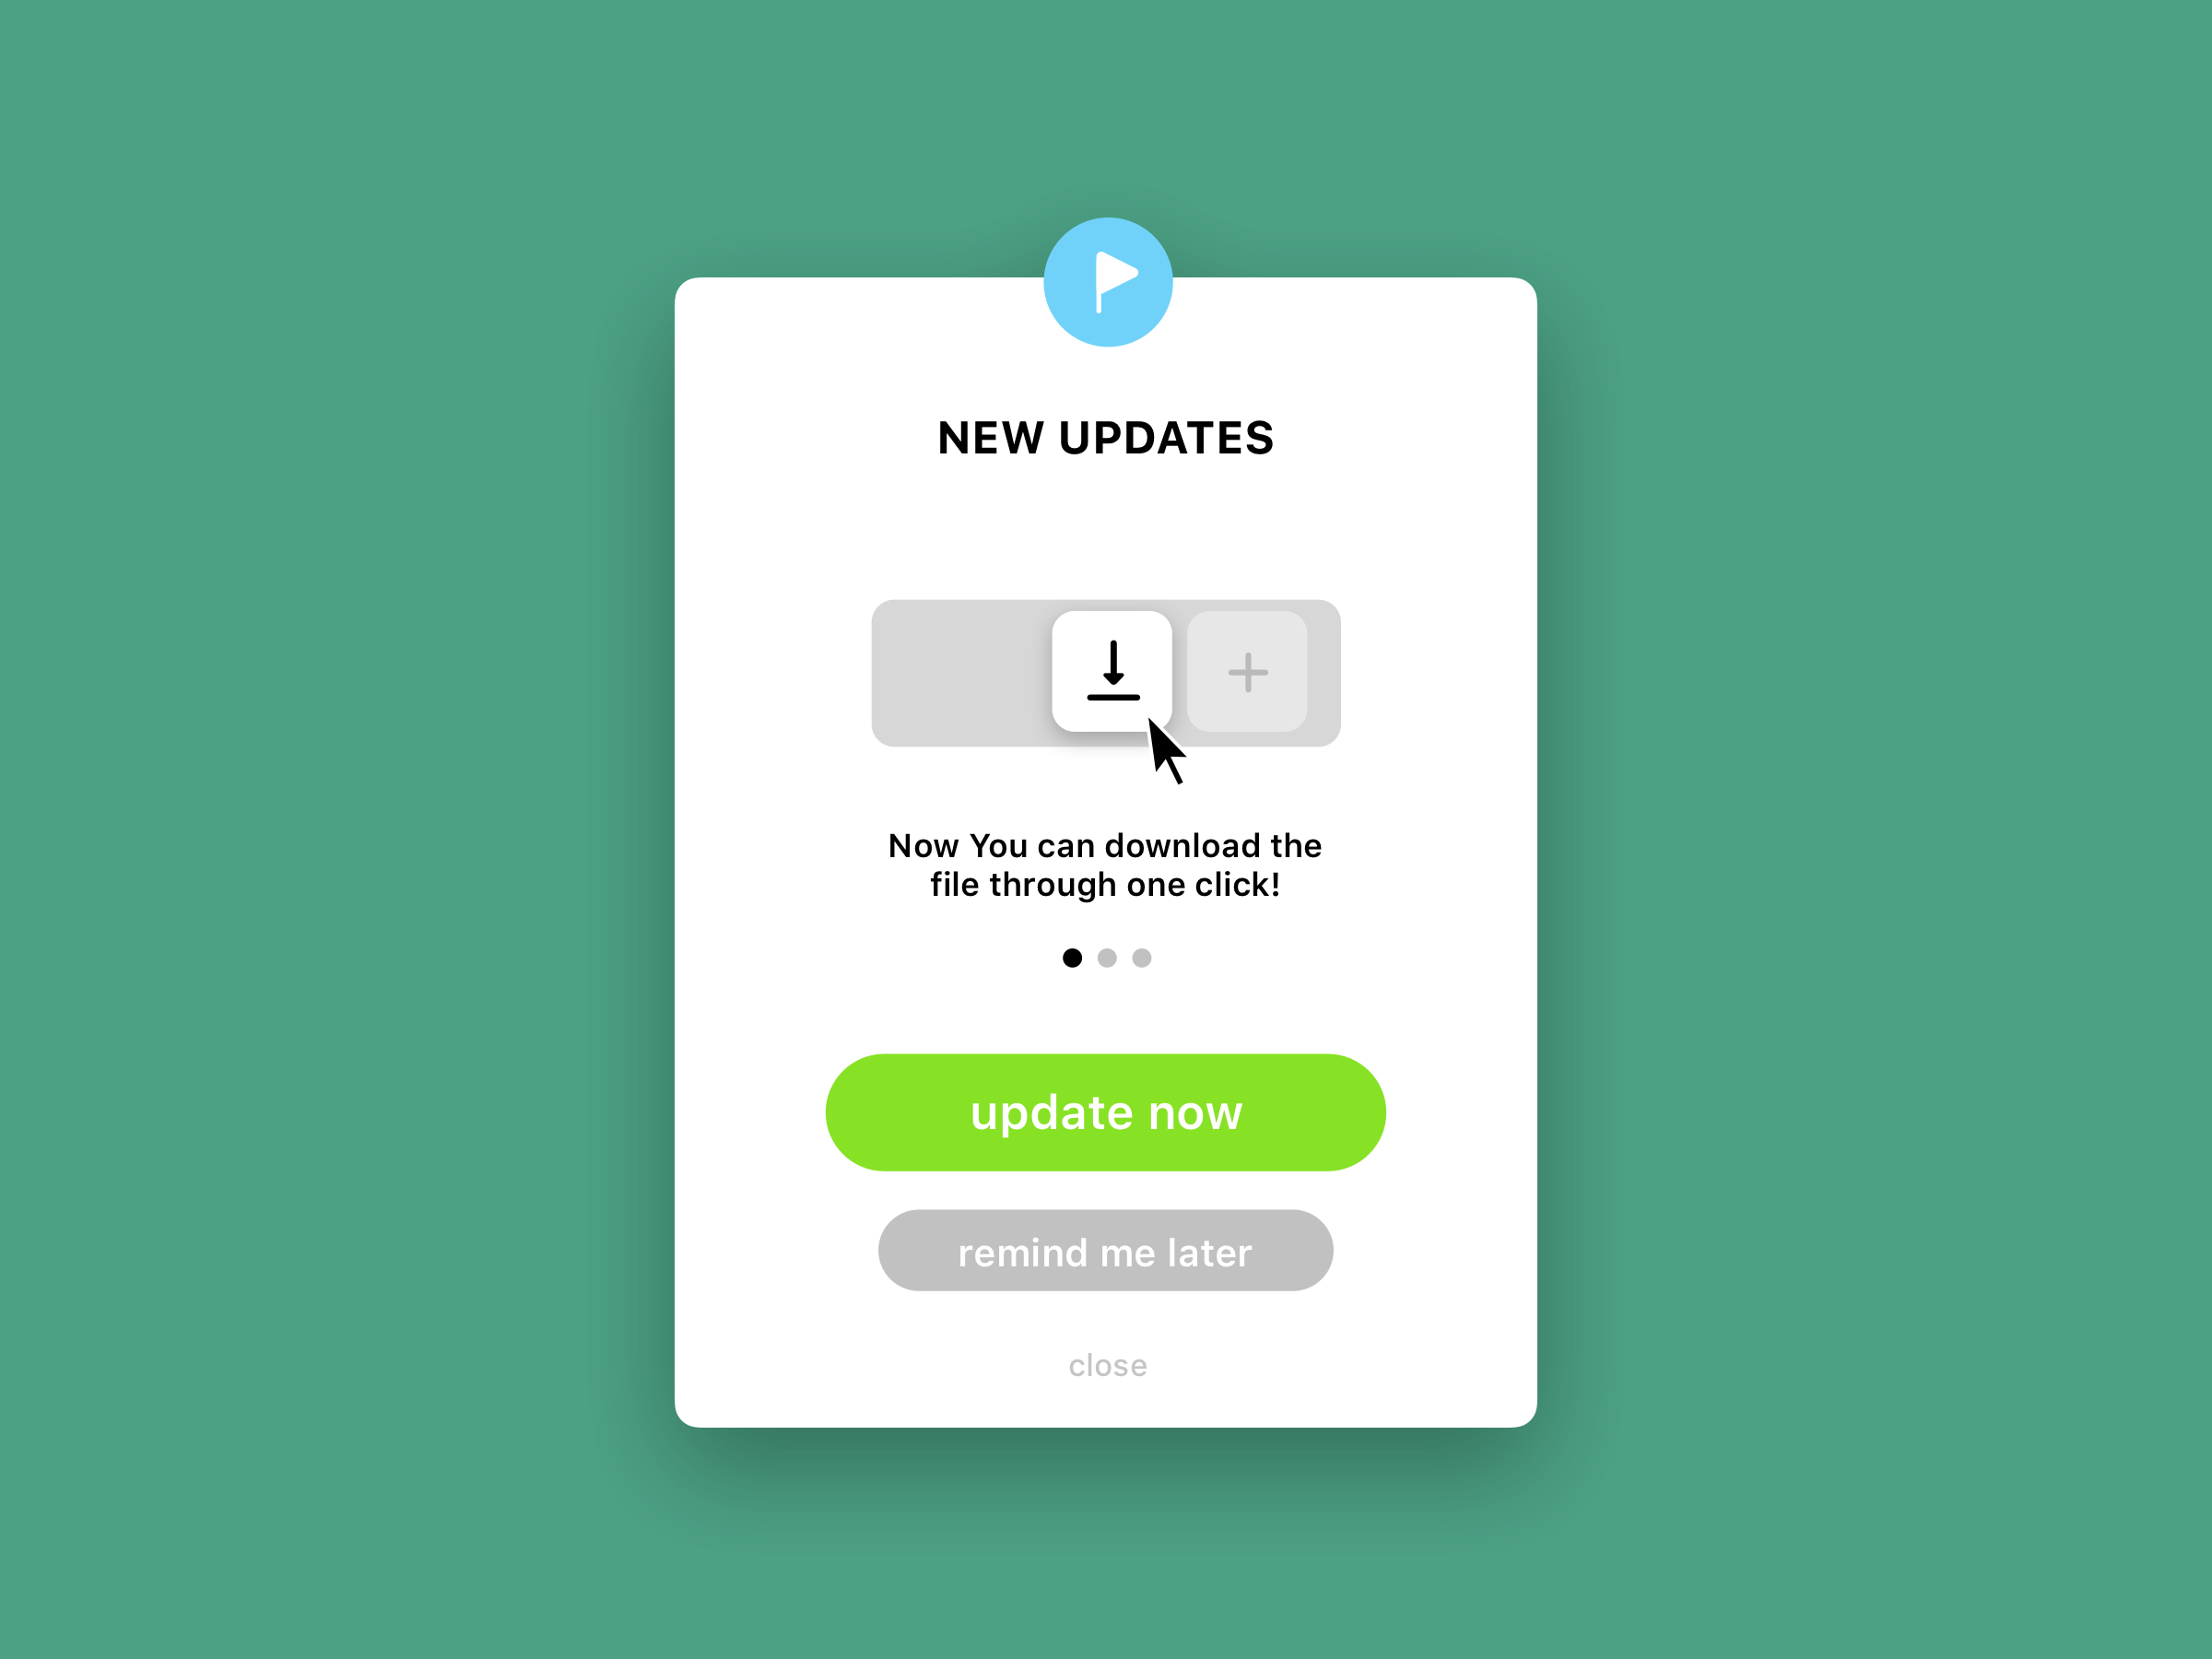 NEW UPDATES
Now You can download the
file through one click!
update now
remind me later
close